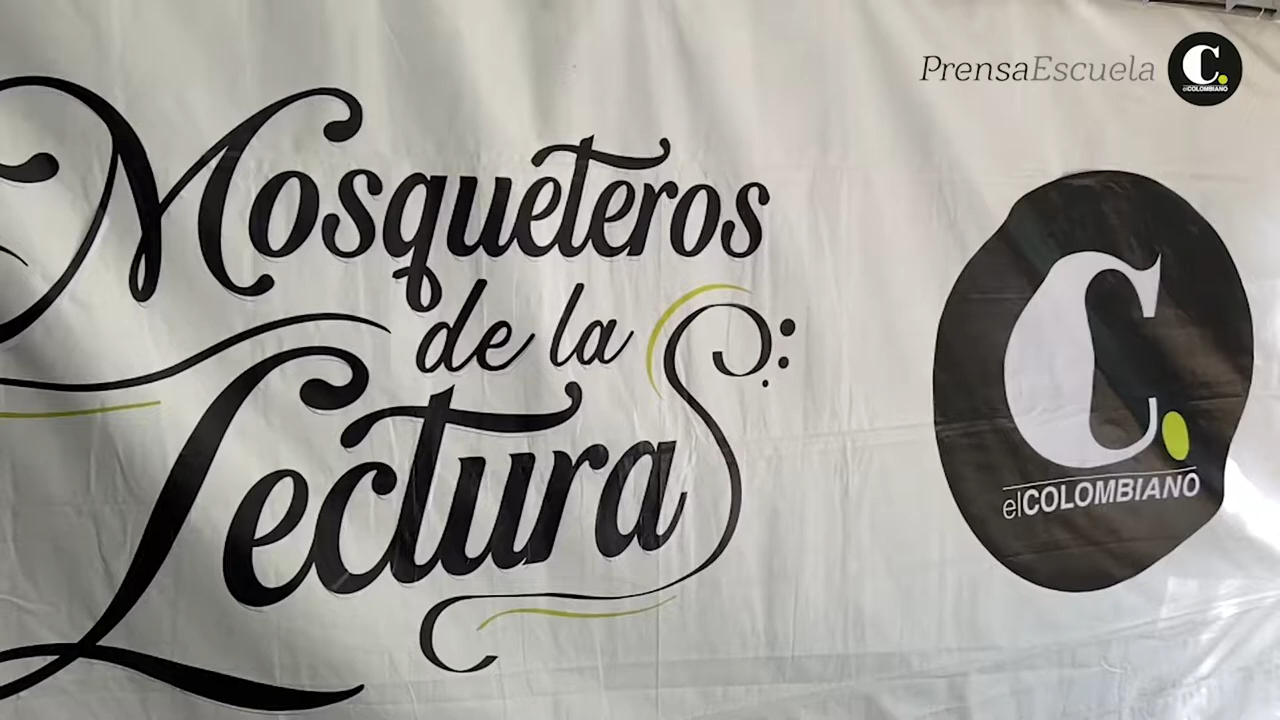 PrensaEscuela
C.
elCOLOMBIANO
Mosqueteros
de la
Lectura
C.
elCOLOMBIANO